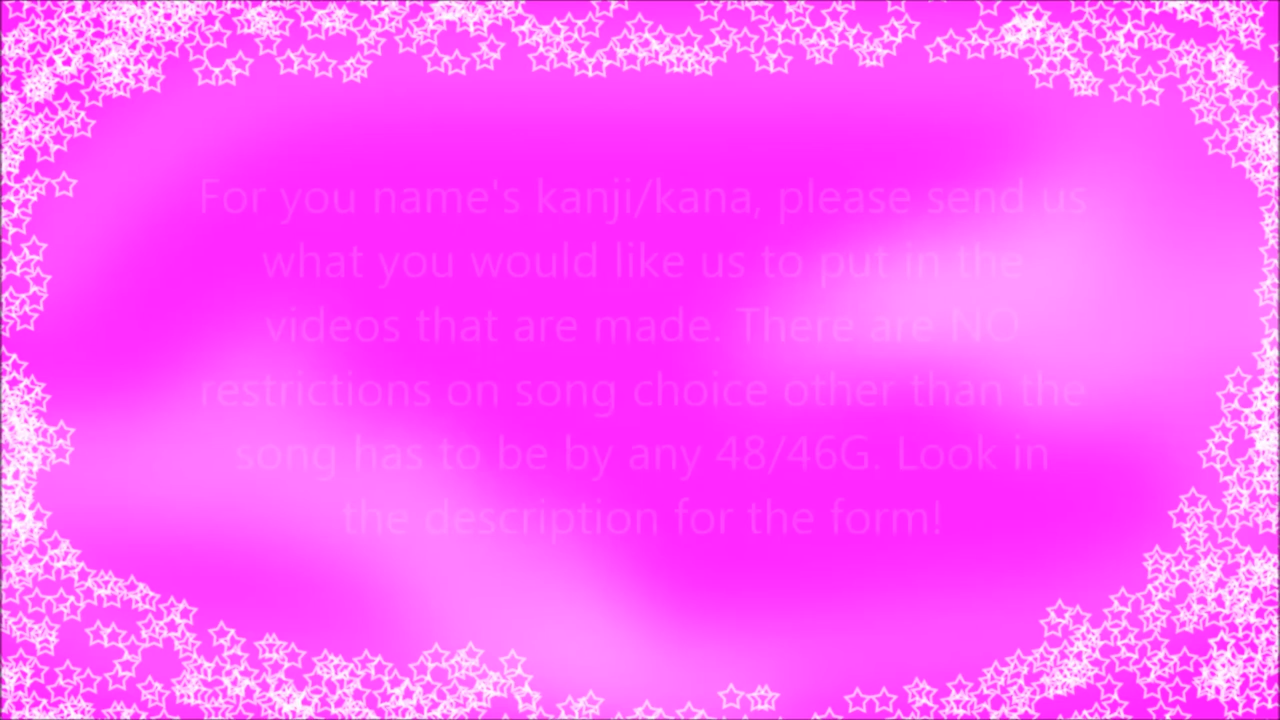 For you name's kanji/kana, please send us
what you would like us to put in the
videos that are made. There are NO
restrictions on song choice other than the
song has to be by any 48/46G. Look in
the description for the form!